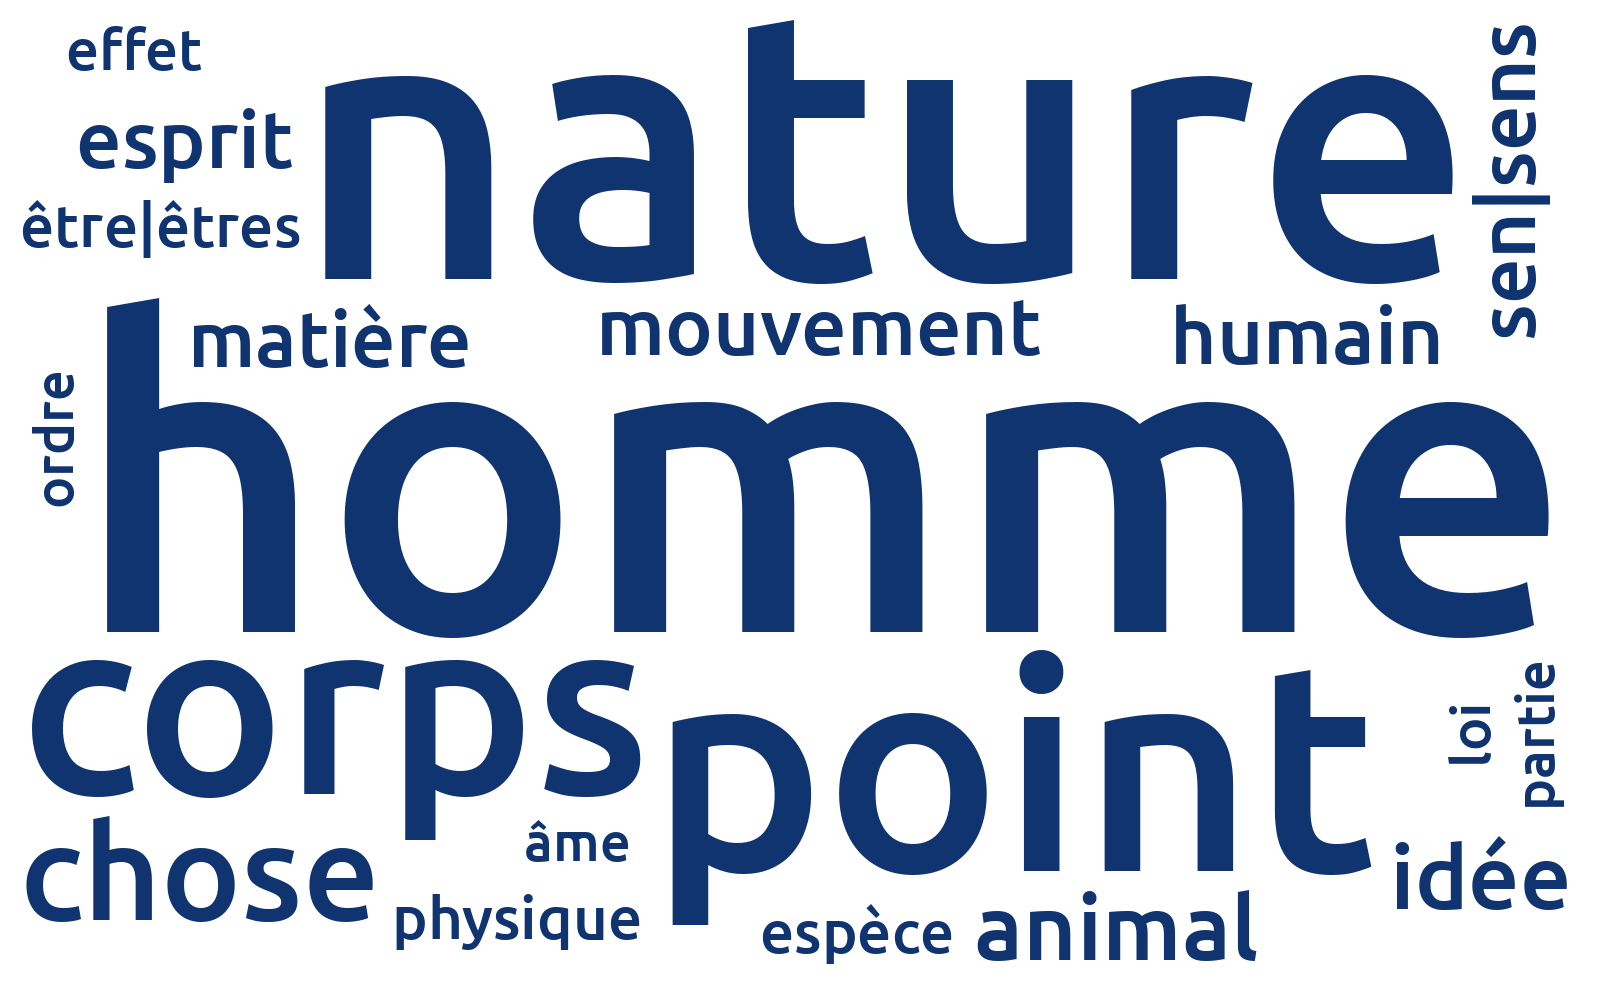 effet
nature
sen|sens
esprit
être|êtres
matière
mouvement
humain
ordre
homme
corps
point
loi
partie
chose
âme
idée
physique
espèce
animal